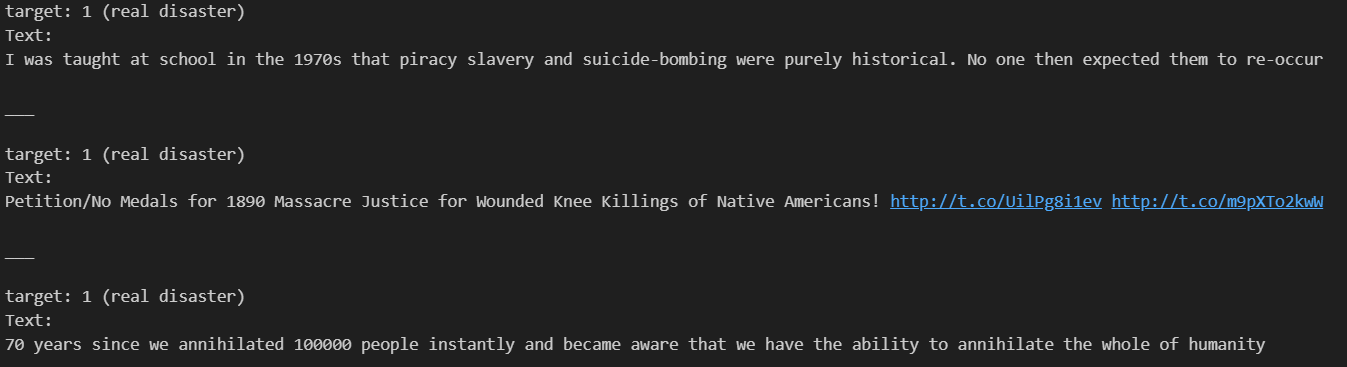 target: 1 (real disaster)
Text:
I was taught at school in the 1970s that piracy slavery and suicide-bombing were purely historical. No one then expected them to re-occur
___
target: 1 (real disaster)
Text:
Petition/No Medals for 1890 Massacre Justice for Wounded Knee Killings of Native Americans! http://t.co/UilPg8i1ev http://t.co/m9pXTo2kwW
___
target: 1 (real disaster)
Text:
70 years since we annihilated 100000 people instantly and became aware that we have the ability to annihilate the whole of humanity